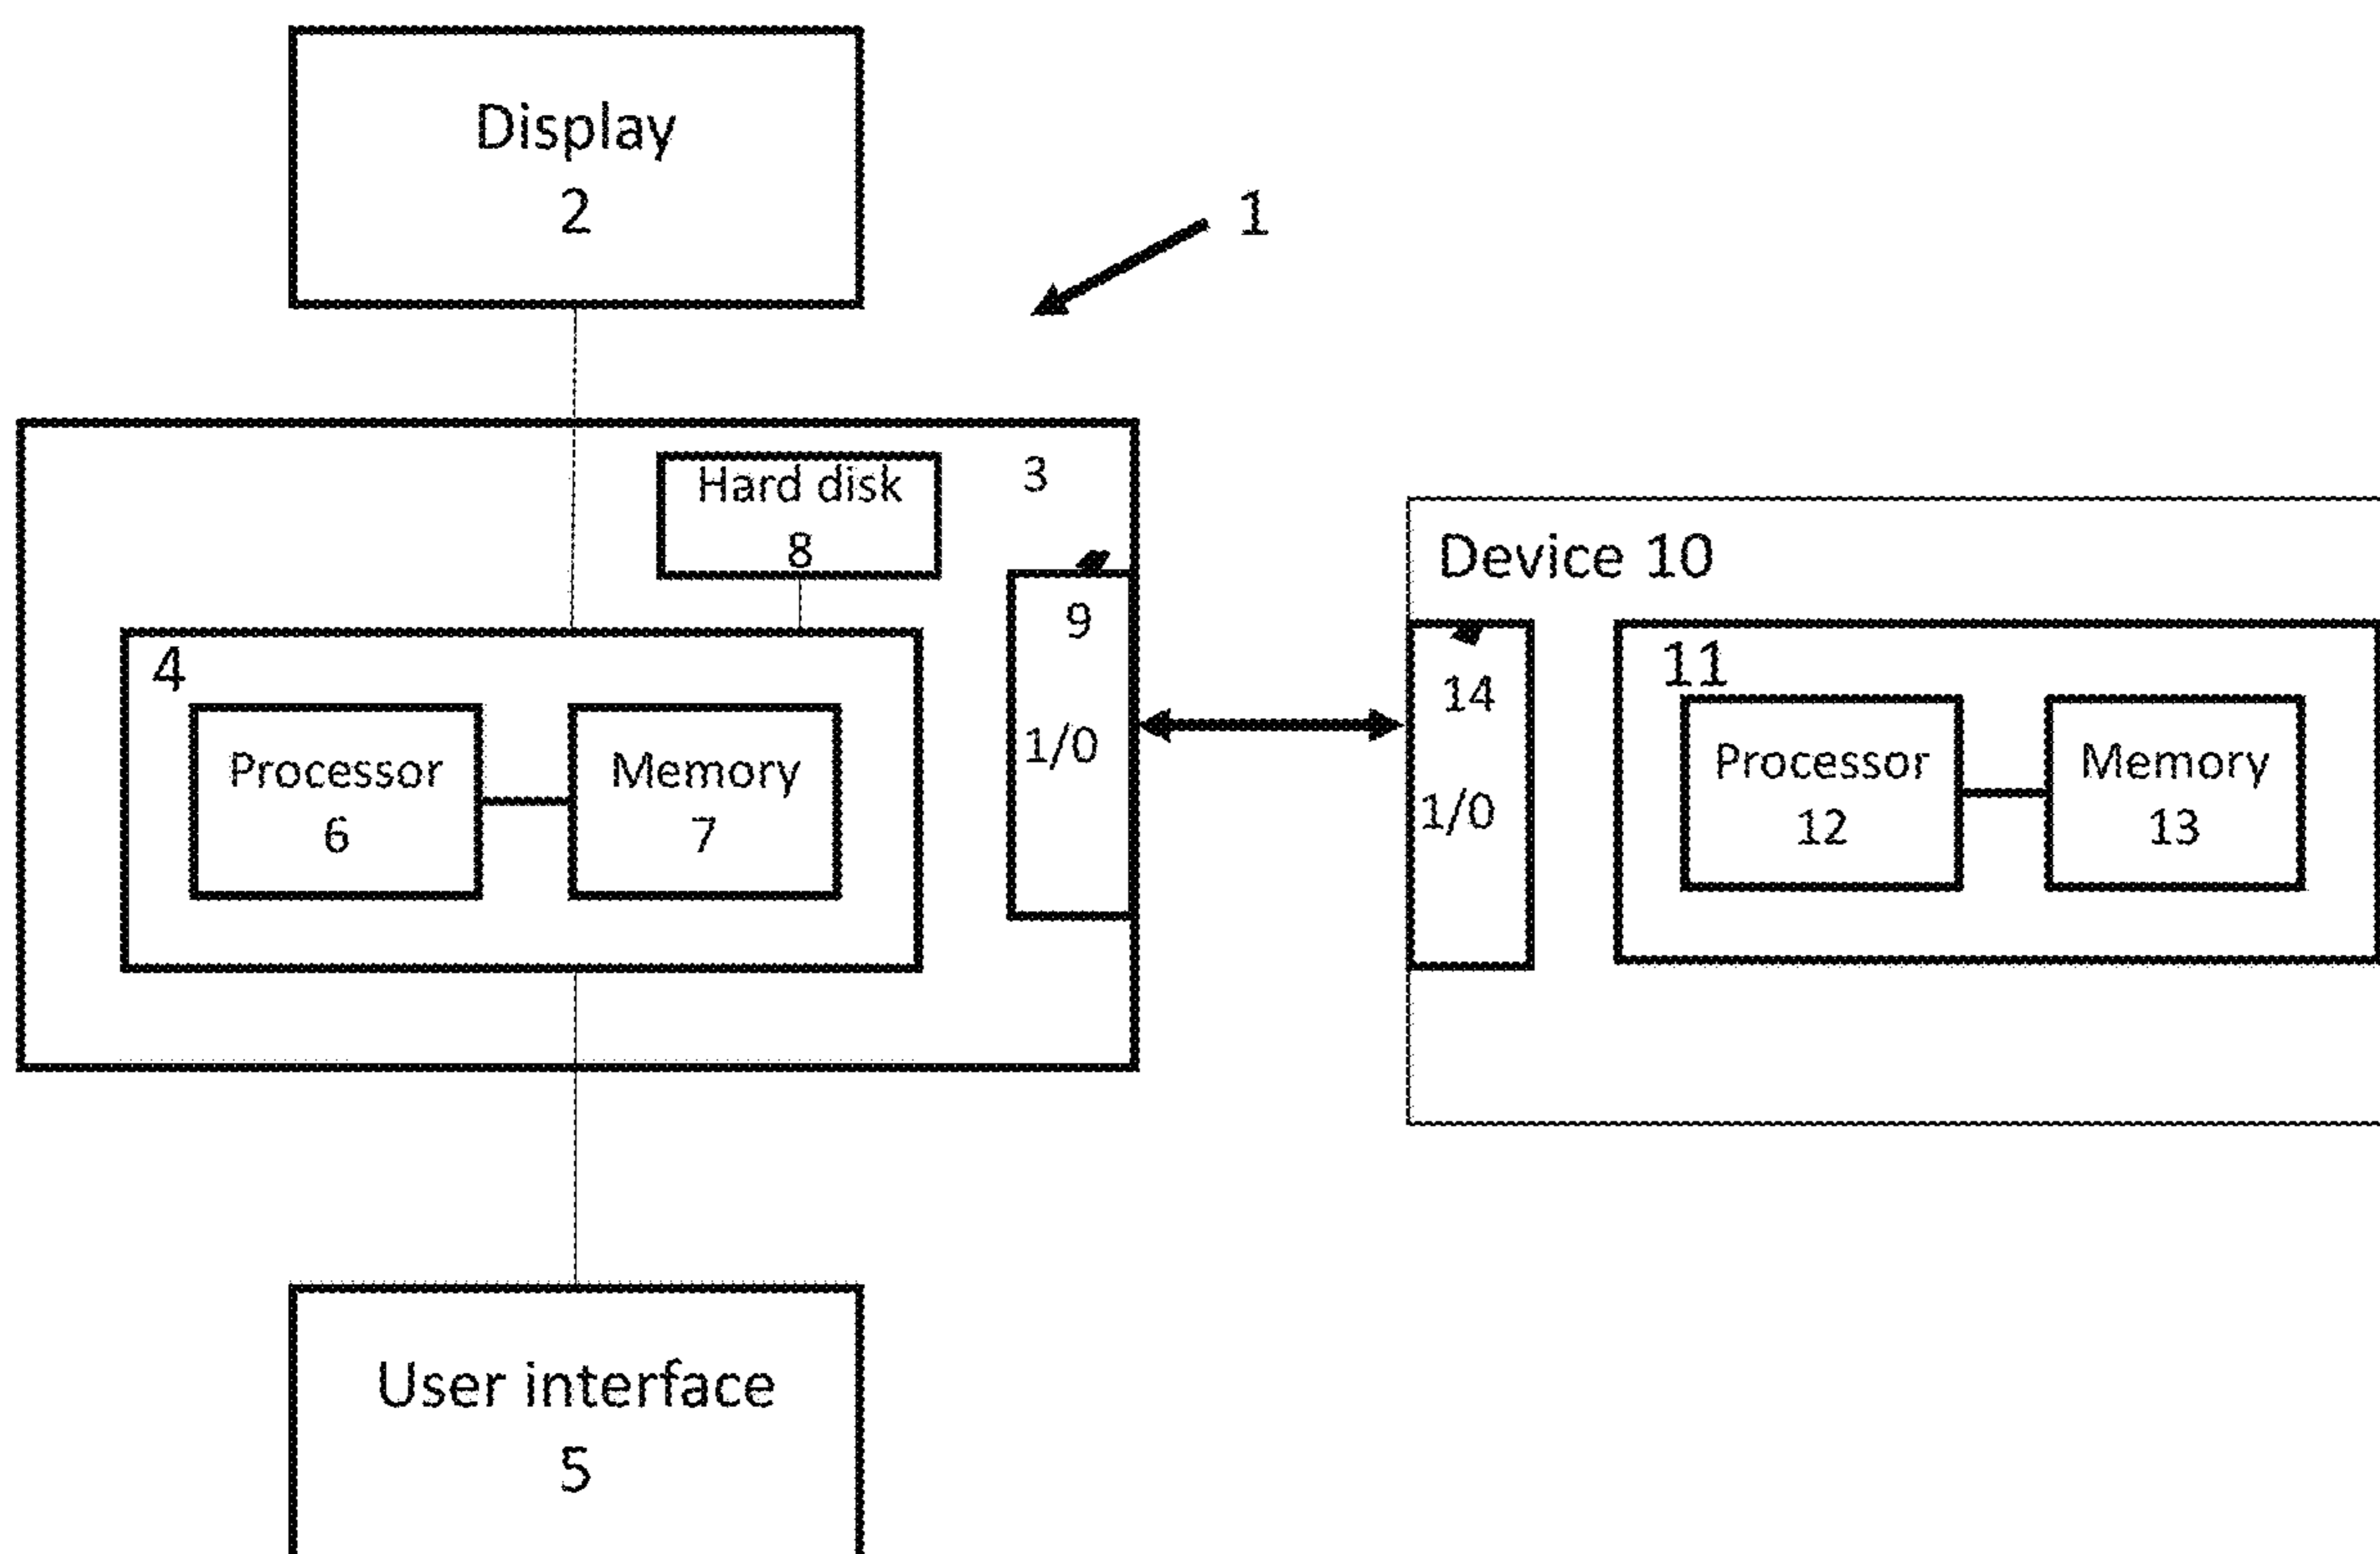 Display
2
1
Hard disk
8
3
9
1/0
4
Processor
6
Memory
7
Device 10
14
1/0
11
Processor
12
Memory
13
User interface
5